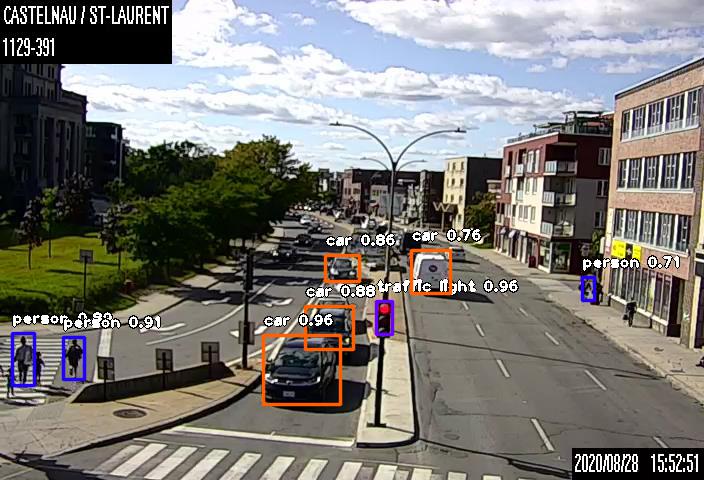 CASTELNAU / ST-LAURENT
1129-391
car 0.86
car 0.76
person 0.71
car 0.88
traffic light 0.96
car 0.96
person
person 0.91
2020/08/28 15:52:51